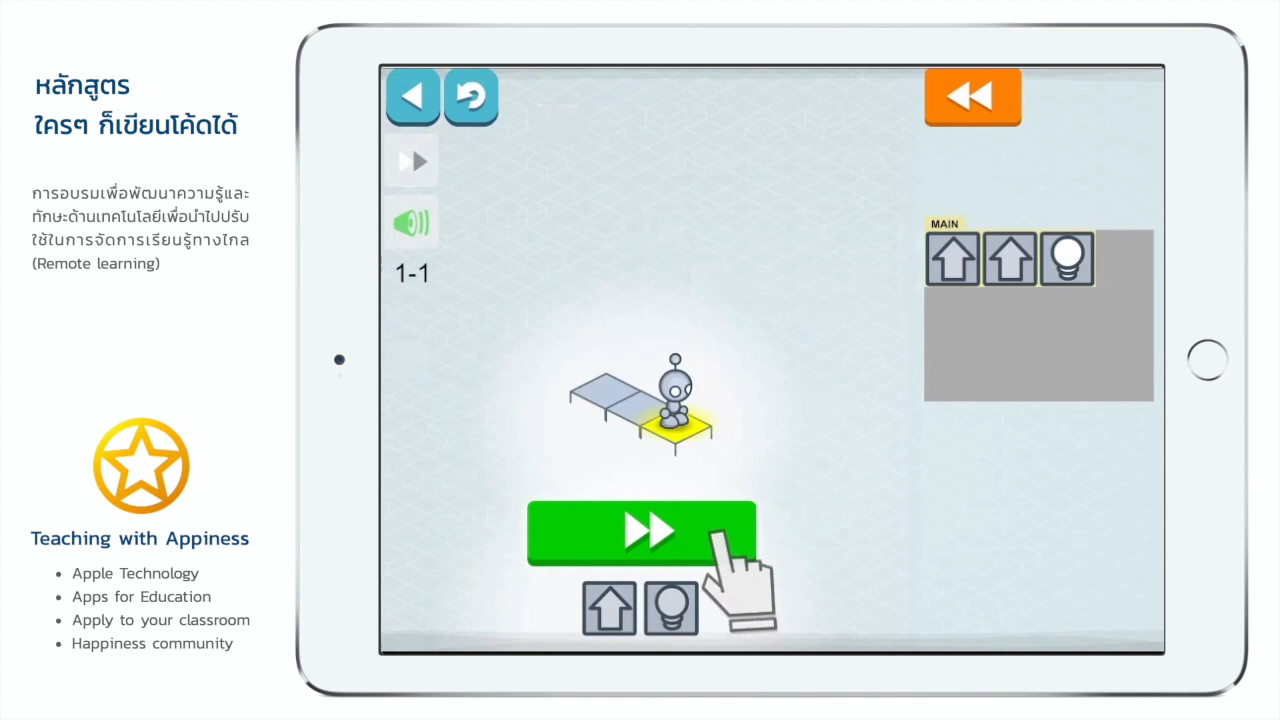 หลักสูตร
ใครๆ ก็เขียนโค้ดได้
การอบรมเพื่อพัฒนาความรู้และ
ทักษะด้านเทคโนโลยีเพื่อนำไปปรับ
ใช้ในการจัดการเรียนรู้ทางไกล
(Remote learning)
Teaching with Appiness
• Apple Technology
• Apps for Education
• Apply to your classroom
• Happiness community
1-1
MAIN